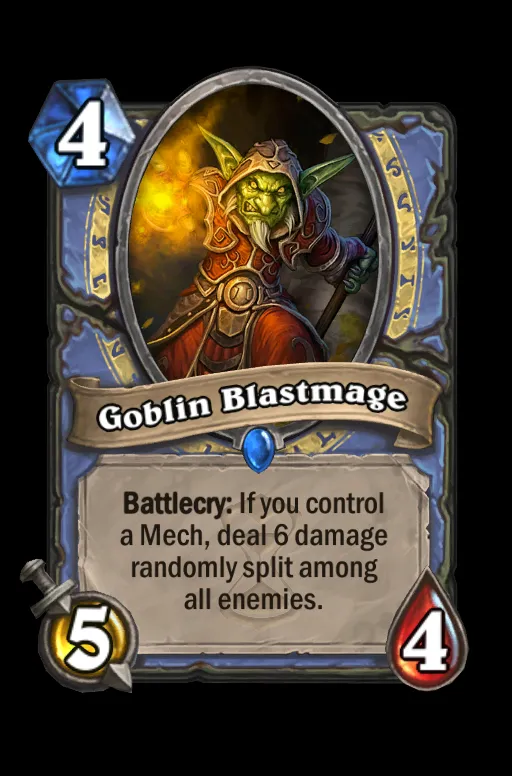 4
Goblin Blastmage
Battlecry: If you control
a Mech, deal 6 damage
randomly split among
all enemies.
5
4